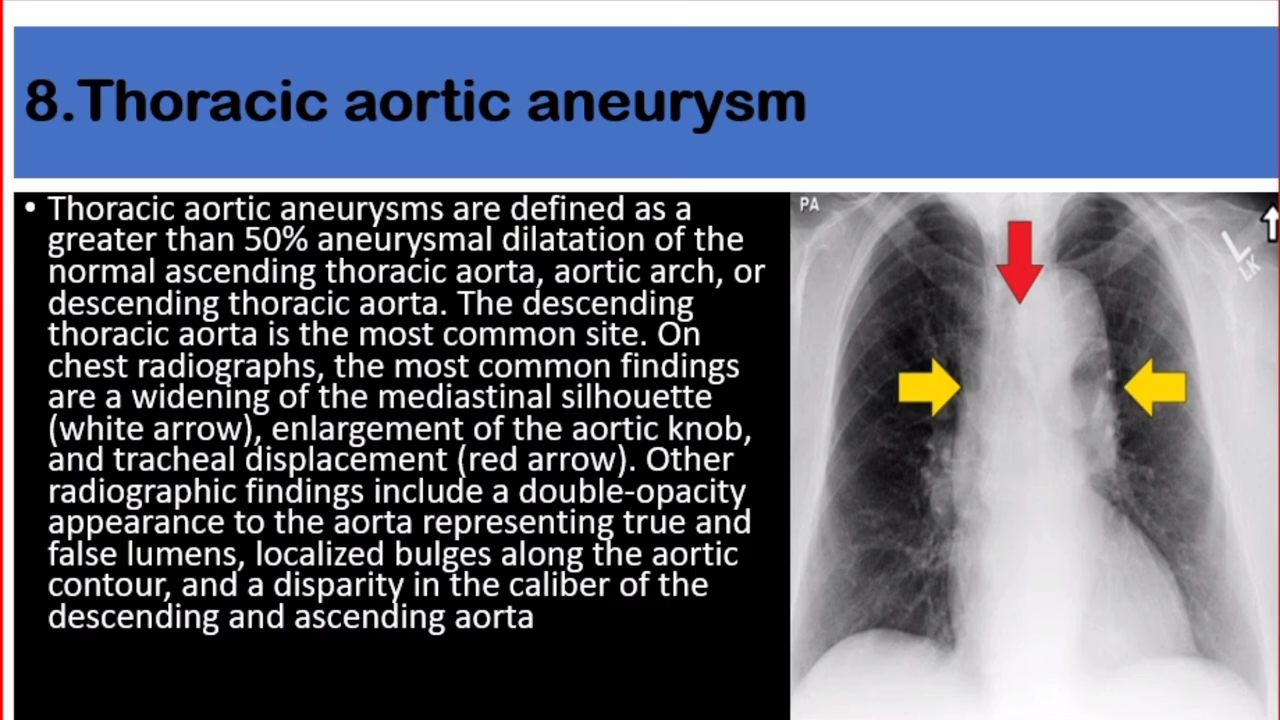 8.Thoracic aortic aneurysm
• Thoracic aortic aneurysms are defined as a
greater than 50% aneurysmal dilatation of the
normal ascending thoracic aorta, aortic arch, or
descending thoracic aorta. The descending
thoracic aorta is the most common site. On
chest radiographs, the most common findings
are a widening of the mediastinal silhouette
(white arrow), enlargement of the aortic knob,
and tracheal displacement (red arrow). Other
radiographic findings include a double-opacity
appearance to the aorta representing true and
false lumens, localized bulges along the aortic
contour, and a disparity in the caliber of the
descending and ascending aorta
PA
L
LK